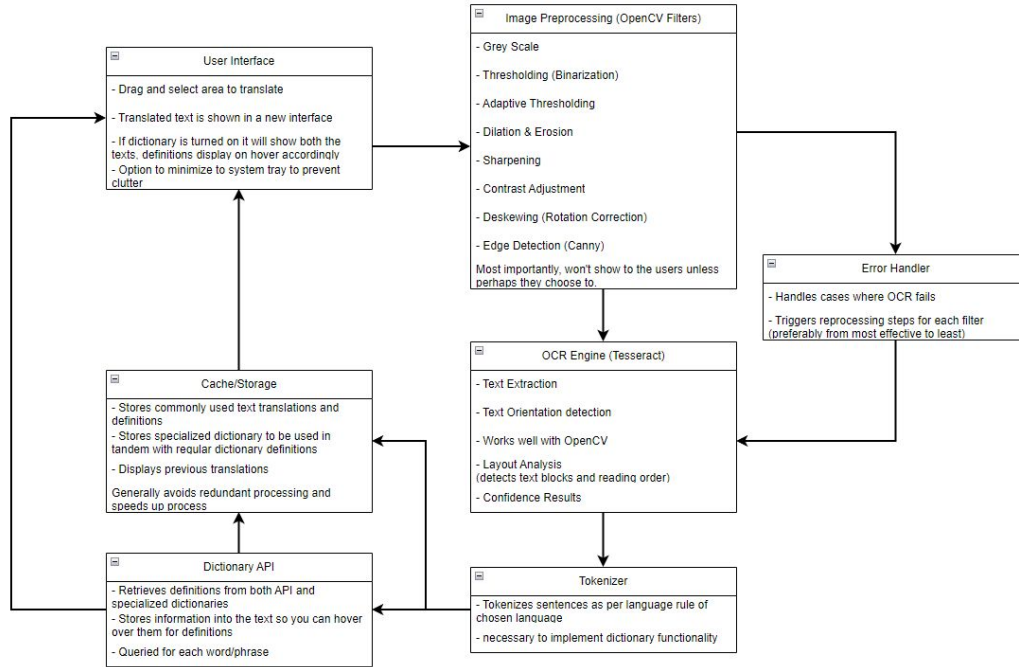 Image Preprocessing (OpenCV Filters)
- Grey Scale
- Thresholding (Binarization)
- Adaptive Thresholding
- Dilation & Erosion
- Sharpening
- Contrast Adjustment
- Deskewing (Rotation Correction)
- Edge Detection (Canny)
Most importantly, won't show to the users unless
perhaps they choose to.
User Interface
- Drag and select area to translate
- Translated text is shown in a new interface
- If dictionary is turned on it will show both the
texts, definitions display on hover accordingly
- Option to minimize to system tray to prevent
clutter
Error Handler
- Handles cases where OCR fails
- Triggers reprocessing steps for each filter
(preferably from most effective to least)
OCR Engine (Tesseract)
- Text Extraction
- Text Orientation detection
- Works well with OpenCV
- Layout Analysis
(detects text blocks and reading order)
- Confidence Results
Cache/Storage
- Stores commonly used text translations and
definitions
- Stores specialized dictionary to be used in
tandem with regular dictionary definitions
- Displays previous translations
Generally avoids redundant processing and
speeds up process
Dictionary API
- Retrieves definitions from both API and
specialized dictionaries
- Stores information into the text so you can hover
over them for definitions
- Queried for each word/phrase
Tokenizer
- Tokenizes sentences as per language rule of
chosen language
- necessary to implement dictionary functionality